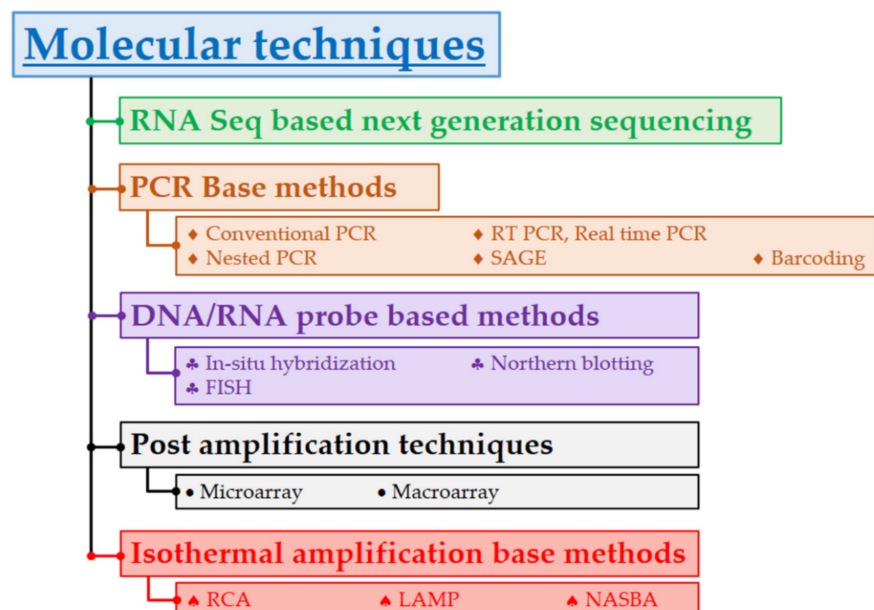 Molecular techniques
RNA Seq based next generation sequencing
PCR Base methods
♦ Conventional PCR ♦ RT PCR, Real time PCR
♦ Nested PCR ♦ SAGE ♦ Barcoding
DNA/RNA probe based methods
♣ In-situ hybridization ♣ Northern blotting
♣ FISH
Post amplification techniques
• Microarray • Macroarray
Isothermal amplification base methods
♠ RCA ♠ LAMP ♠ NASBA